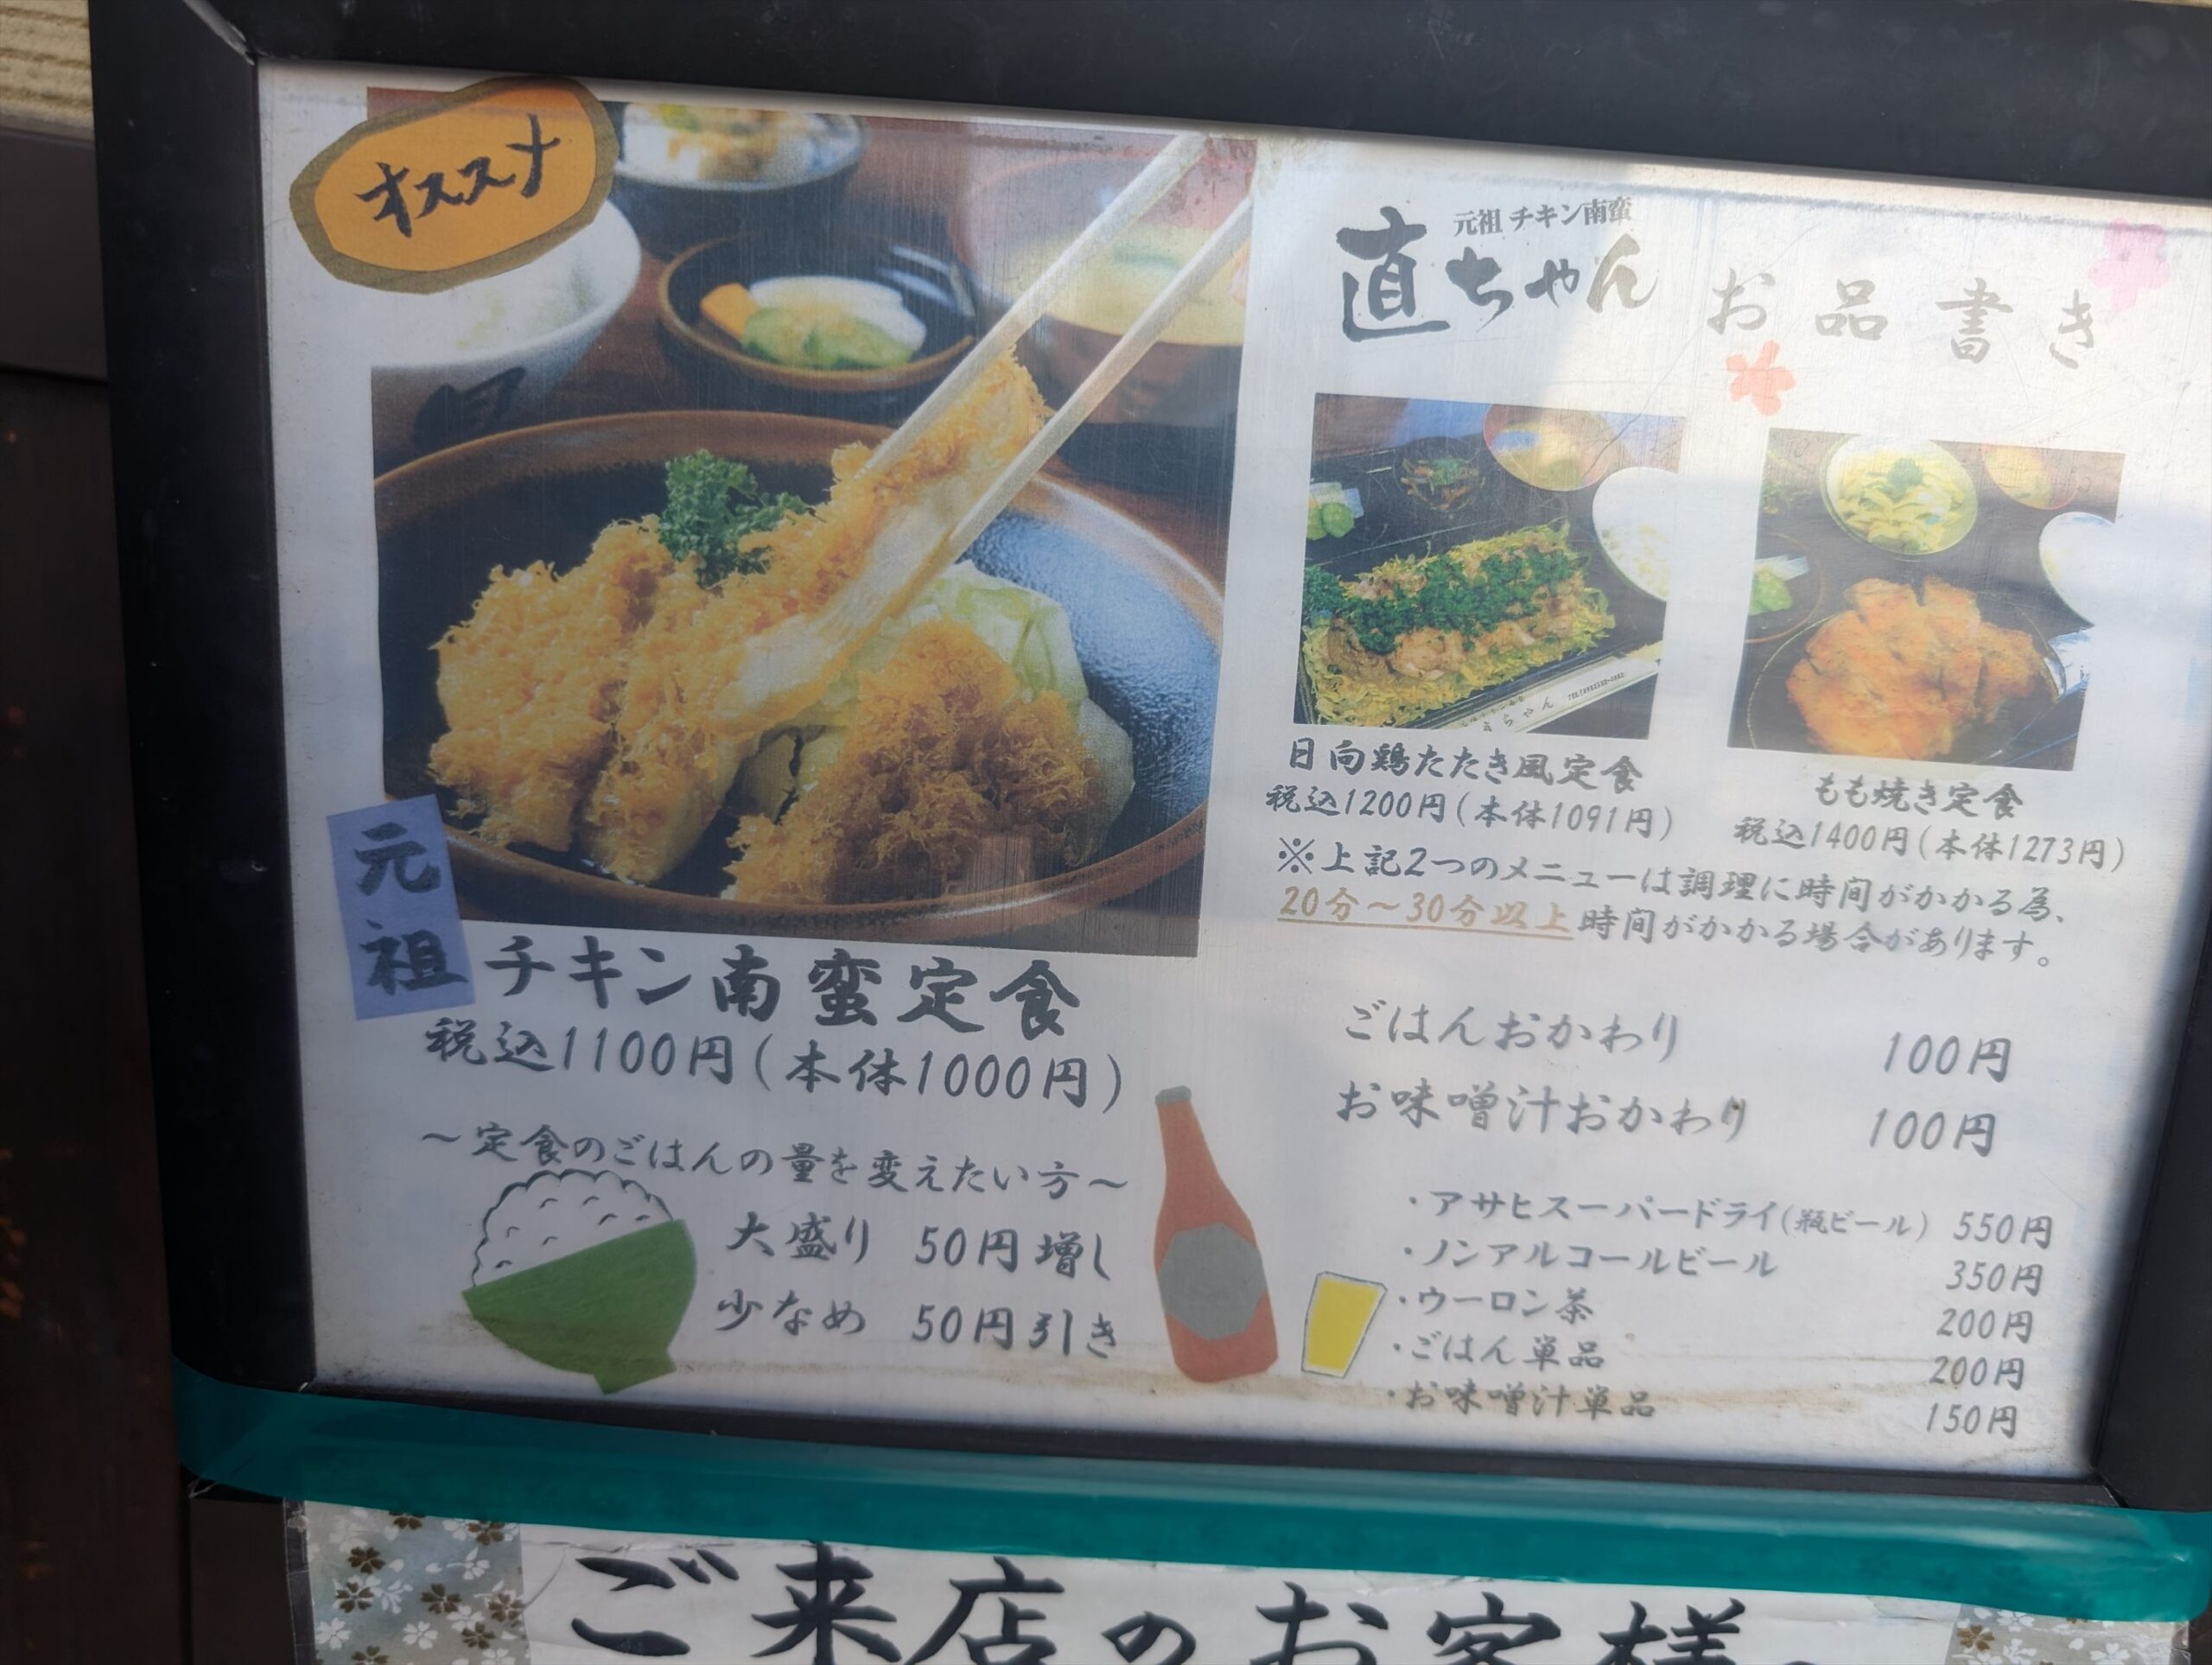 オススメ
元祖
チキン南蛮定食
税込1100円(本体1000円)
～定食のごはんの量を変えたい方～
大盛り 50円増し
少なめ 50円引き
元祖 チキン南蛮
直ちゃん お品書き
日向鶏たたき風定食
税込1200円(本体1091円)
もも焼き定食
税込1400円(本体1273円)
※上記2つのメニューは調理に時間がかかる為、
20分～30分以上時間がかかる場合があります。
ごはんおかわり 100円
お味噌汁おかわり 100円
・アサヒスーパードライ(瓶ビール) 550円
・ノンアルコールビール 350円
・ウーロン茶 200円
・ごはん単品 200円
・お味噌汁単品 150円
ご来店のお客様へ